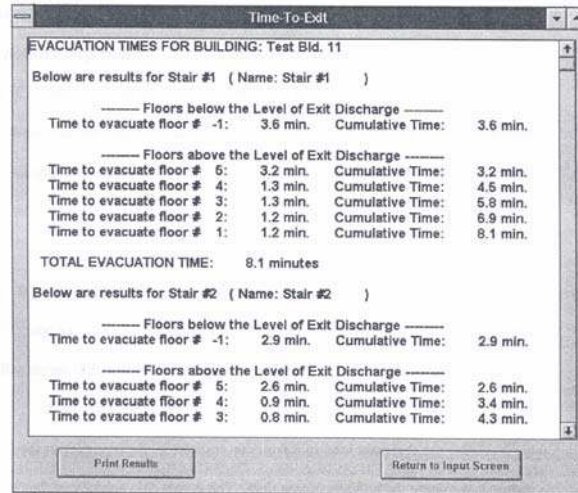 Time-To-Exit
EVACUATION TIMES FOR BUILDING: Test Bld. 11
Below are results for Stair #1 ( Name: Stair #1 )
-------- Floors below the Level of Exit Discharge --------
Time to evacuate floor # -1: 3.6 min. Cumulative Time: 3.6 min.
-------- Floors above the Level of Exit Discharge --------
Time to evacuate floor # 5: 3.2 min. Cumulative Time: 3.2 min.
Time to evacuate floor # 4: 1.3 min. Cumulative Time: 4.5 min.
Time to evacuate floor # 3: 1.3 min. Cumulative Time: 5.8 min.
Time to evacuate floor # 2: 1.2 min. Cumulative Time: 6.9 min.
Time to evacuate floor # 1: 1.2 min. Cumulative Time: 8.1 min.
TOTAL EVACUATION TIME: 8.1 minutes
Below are results for Stair #2 ( Name: Stair #2 )
-------- Floors below the Level of Exit Discharge --------
Time to evacuate floor # -1: 2.9 min. Cumulative Time: 2.9 min.
-------- Floors above the Level of Exit Discharge --------
Time to evacuate floor # 5: 2.6 min. Cumulative Time: 2.6 min.
Time to evacuate floor # 4: 0.9 min. Cumulative Time: 3.4 min.
Time to evacuate floor # 3: 0.8 min. Cumulative Time: 4.3 min.
Print Results
Return to Input Screen